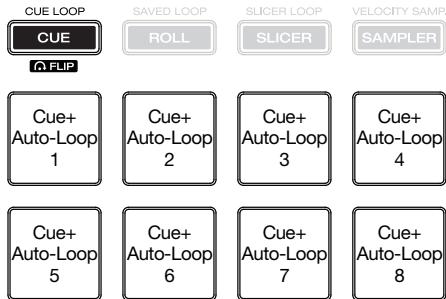 CUE LOOP SAVED LOOP SLICER LOOP VELOCITY SAMP.
CUE ROLL SLICER SAMPLER
FLIP
Cue+ Cue+ Cue+ Cue+
Auto-Loop Auto-Loop Auto-Loop Auto-Loop
1 2 3 4
Cue+ Cue+ Cue+ Cue+
Auto-Loop Auto-Loop Auto-Loop Auto-Loop
5 6 7 8